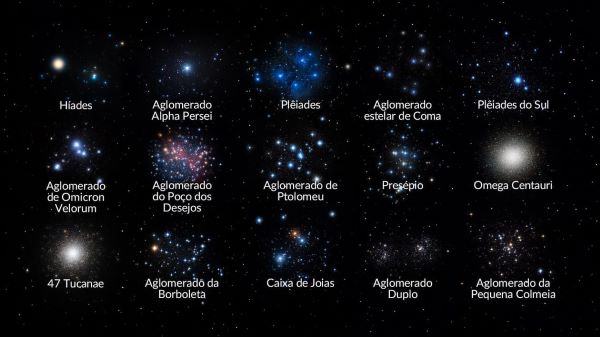 Híades
Aglomerado
Alpha Persei
Plêiades
Aglomerado
estelar de Coma
Plêiades do Sul
Aglomerado
de Omicron
Velorum
Aglomerado
do Poço dos
Desejos
Aglomerado de
Ptolomeu
Presépio
Omega Centauri
47 Tucanae
Aglomerado da
Borboleta
Caixa de Joias
Aglomerado
Duplo
Aglomerado da
Pequena Colmeia